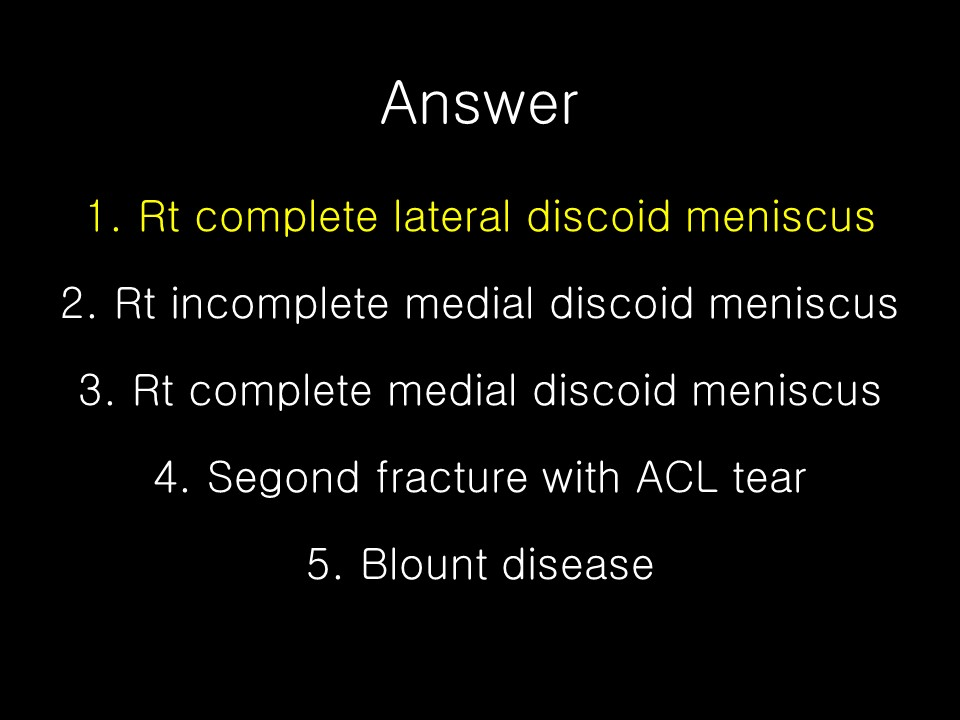 Answer
1. Rt complete lateral discoid meniscus
2. Rt incomplete medial discoid meniscus
3. Rt complete medial discoid meniscus
4. Segond fracture with ACL tear
5. Blount disease